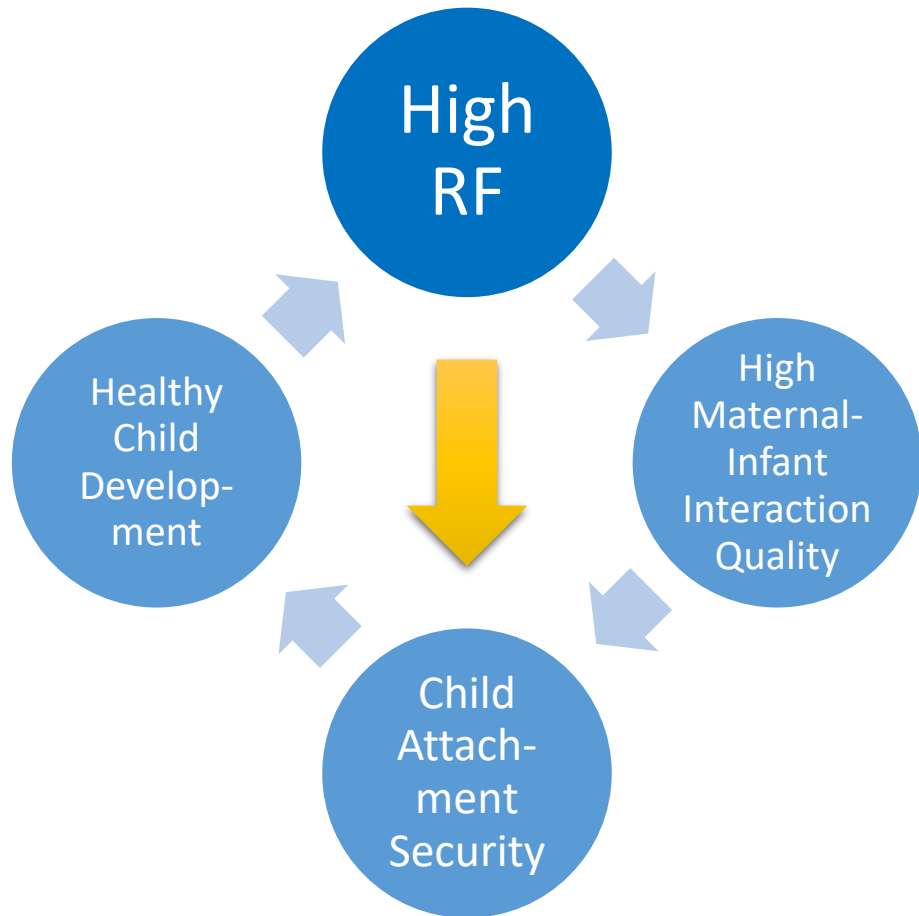 High
RF
High
Maternal-
Infant
Interaction
Quality
Child
Attach-
ment
Security
Healthy
Child
Develop-
ment